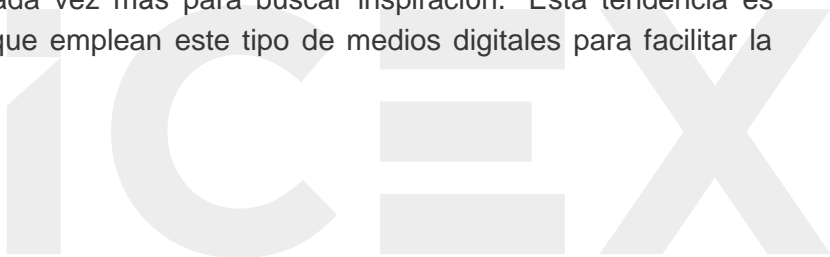 ada vez más para buscar inspiración. Esta tendencia es
que emplean este tipo de medios digitales para facilitar la
iCEX